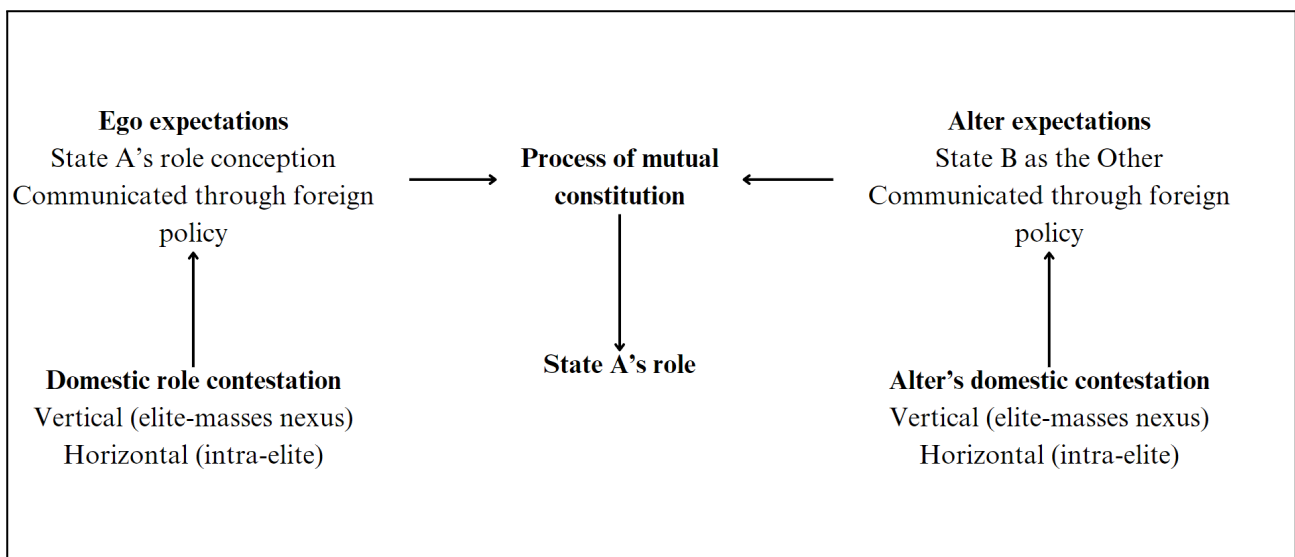 Ego expectations
State A’s role conception
Communicated through foreign
policy
Process of mutual
constitution
Alter expectations
State B as the Other
Communicated through foreign
policy
Domestic role contestation
Vertical (elite-masses nexus)
Horizontal (intra-elite)
State A’s role
Alter’s domestic contestation
Vertical (elite-masses nexus)
Horizontal (intra-elite)